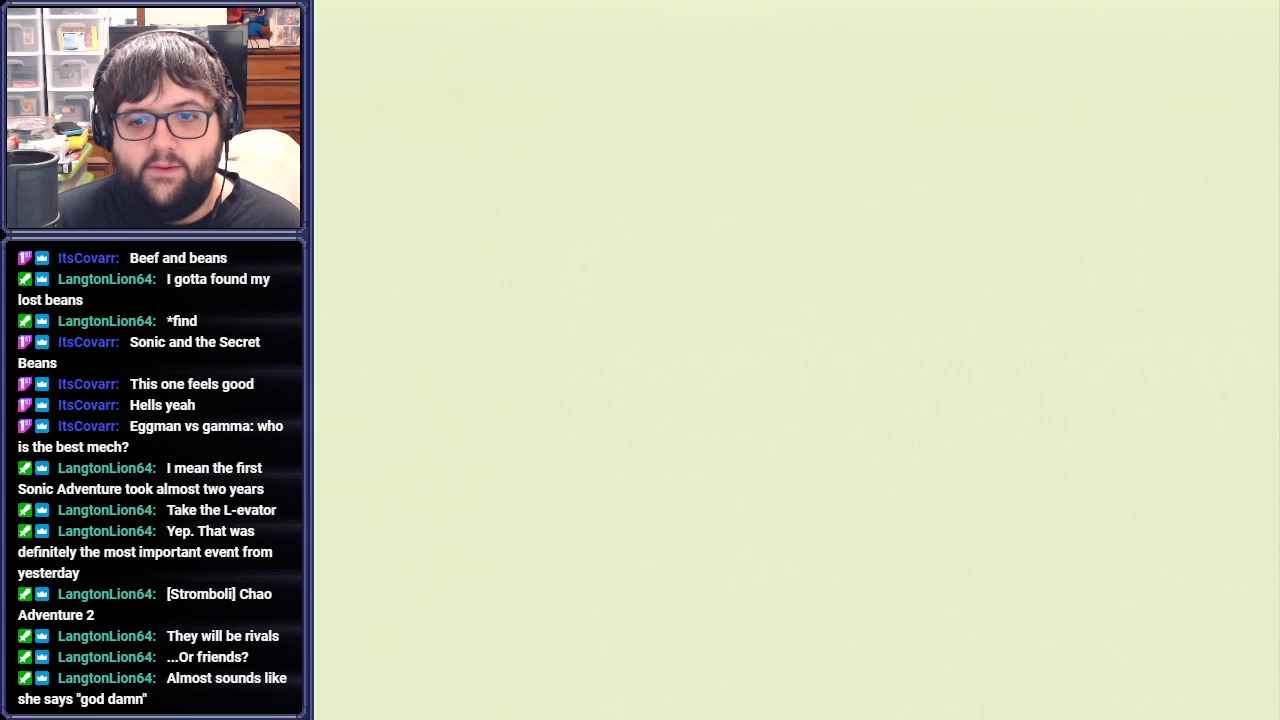 ItsCovarr: Beef and beans
LangtonLion64: I gotta found my
lost beans
LangtonLion64: *find
ItsCovarr: Sonic and the Secret
Beans
ItsCovarr: This one feels good
ItsCovarr: Hells yeah
ItsCovarr: Eggman vs gamma: who
is the best mech?
LangtonLion64: I mean the first
Sonic Adventure took almost two years
LangtonLion64: Take the L-evator
LangtonLion64: Yep. That was
definitely the most important event from
yesterday
LangtonLion64: [Stromboli] Chao
Adventure 2
LangtonLion64: They will be rivals
LangtonLion64: ...Or friends?
LangtonLion64: Almost sounds like
she says "god damn"